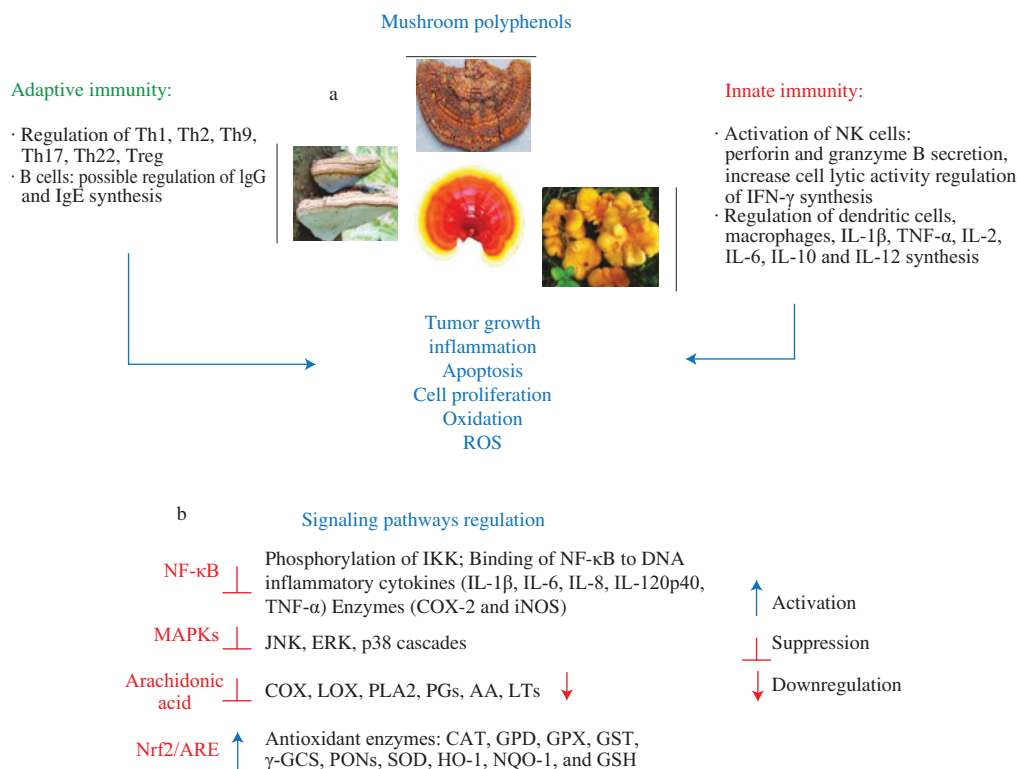 Mushroom polyphenols
Adaptive immunity:
· Regulation of Th1, Th2, Th9,
Th17, Th22, Treg
· B cells: possible regulation of lgG
and IgE synthesis
a
Innate immunity:
· Activation of NK cells:
perforin and granzyme B secretion,
increase cell lytic activity regulation
of IFN-γ synthesis
· Regulation of dendritic cells,
macrophages, IL-1β, TNF-α, IL-2,
IL-6, IL-10 and IL-12 synthesis
Tumor growth
inflammation
Apoptosis
Cell proliferation
Oxidation
ROS
b
Signaling pathways regulation
NF-κB
Phosphorylation of IKK; Binding of NF-κB to DNA
inflammatory cytokines (IL-1β, IL-6, IL-8, IL-120p40,
TNF-α) Enzymes (COX-2 and iNOS)
MAPKs
JNK, ERK, p38 cascades
Arachidonic
acid
COX, LOX, PLA2, PGs, AA, LTs
Nrf2/ARE
Antioxidant enzymes: CAT, GPD, GPX, GST,
γ-GCS, PONs, SOD, HO-1, NQO-1, and GSH
Activation
Suppression
Downregulation